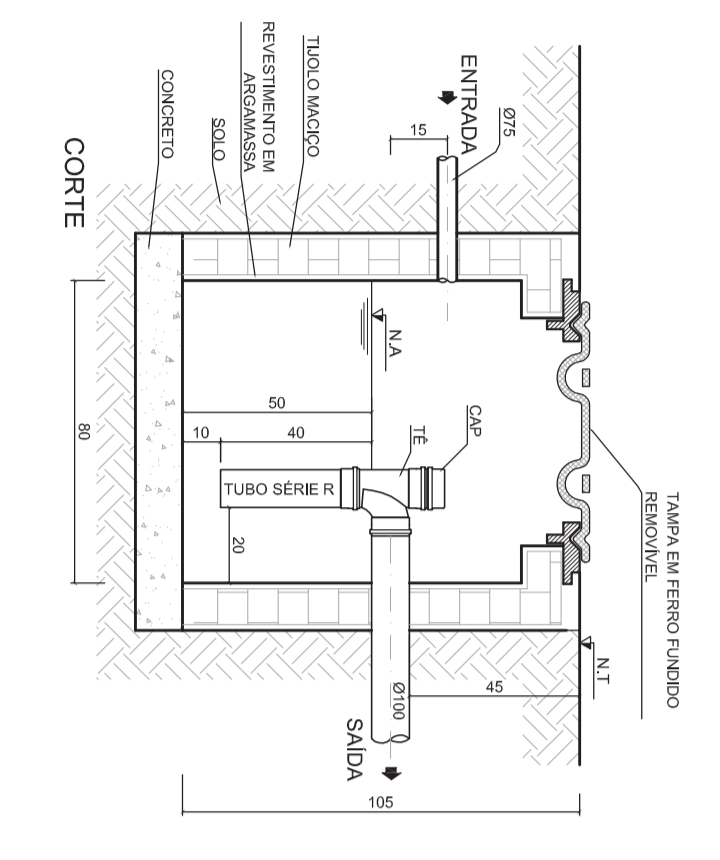 TAMPA EM FERRO FUNDIDO
REMOVÍVEL
N.T
45
Ø75
ENTRADA
15
TIJOLO MACIÇO
REVESTIMENTO EM
ARGAMASSA
SOLO
CONCRETO
CORTE
N.A
CAP
TÊ
50
10
40
TUBO SÉRIE R
20
80
Ø100
SAÍDA
105